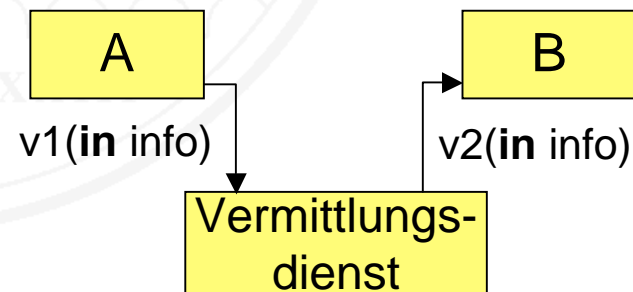 A
B
v1(in info)
v2(in info)
Vermittlungs-
dienst